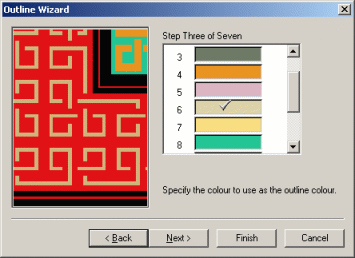 Outline Wizard
Step Three of Seven
3
4
5
6
7
8
Specify the colour to use as the outline colour.
< Back
Next >
Finish
Cancel